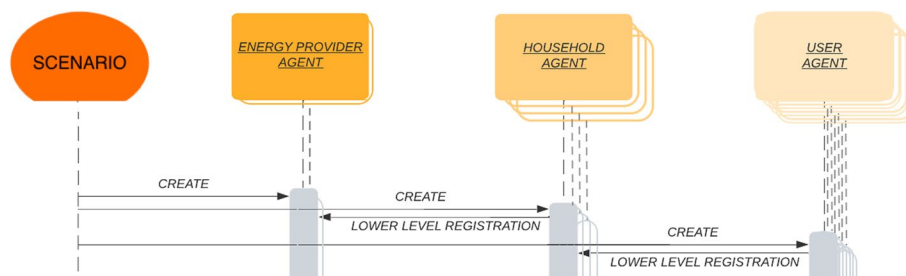 SCENARIO
ENERGY PROVIDER
AGENT
HOUSEHOLD
AGENT
USER
AGENT
CREATE
CREATE
LOWER LEVEL REGISTRATION
CREATE
LOWER LEVEL REGISTRATION